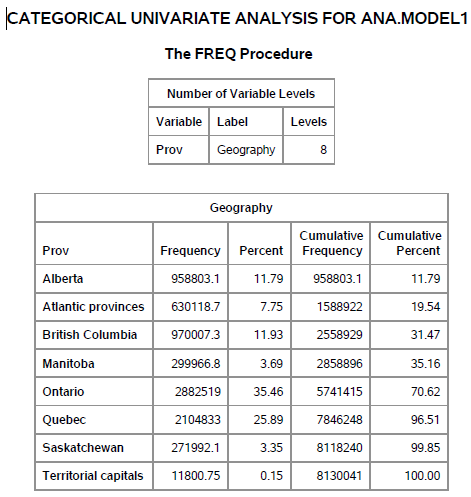 CATEGORICAL UNIVARIATE ANALYSIS FOR ANA.MODEL1
The FREQ Procedure
Number of Variable Levels
Variable Label Levels
Prov Geography 8
Geography
Prov Frequency Percent Cumulative Frequency Cumulative Percent
Alberta 958803.1 11.79 958803.1 11.79
Atlantic provinces 630118.7 7.75 1588922 19.54
British Columbia 970007.3 11.93 2558929 31.47
Manitoba 299966.8 3.69 2858896 35.16
Ontario 2882519 35.46 5741415 70.62
Quebec 2104833 25.89 7846248 96.51
Saskatchewan 271992.1 3.35 8118240 99.85
Territorial capitals 11800.75 0.15 8130041 100.00